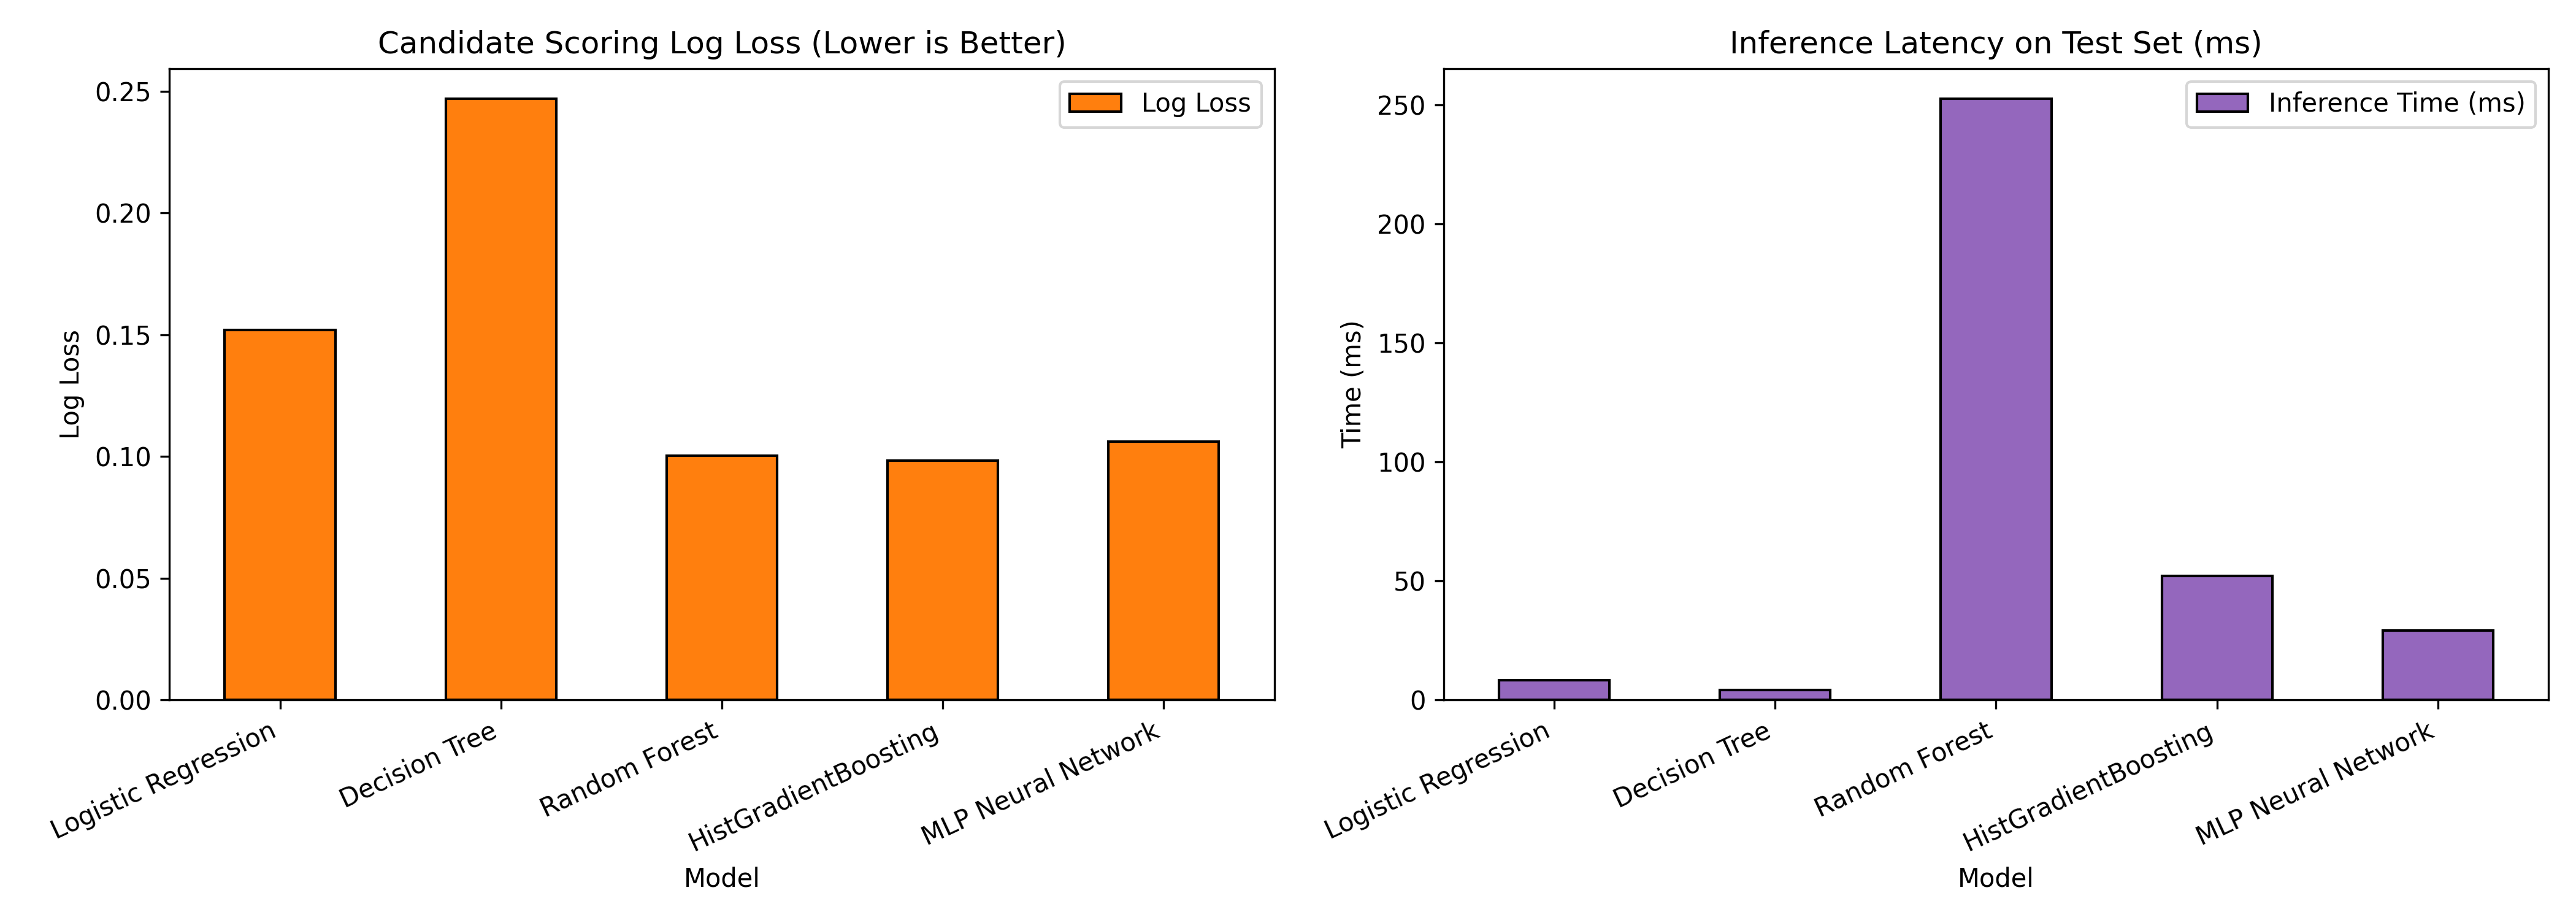 Candidate Scoring Log Loss (Lower is Better)
Log Loss
0.25
0.20
0.15
0.10
0.05
0.00
Log Loss
Logistic Regression
Decision Tree
Random Forest
HistGradientBoosting
MLP Neural Network
Model
Inference Latency on Test Set (ms)
Inference Time (ms)
250
200
150
100
50
0
Time (ms)
Logistic Regression
Decision Tree
Random Forest
HistGradientBoosting
MLP Neural Network
Model